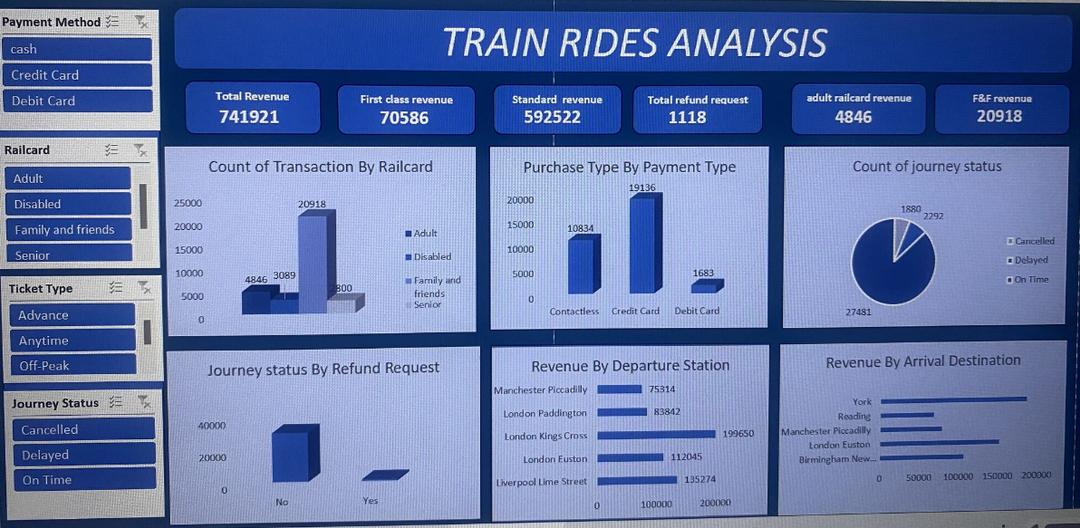 TRAIN RIDES ANALYSIS
Payment Method
cash
Credit Card
Debit Card
Railcard
Adult
Disabled
Family and friends
Senior
Ticket Type
Advance
Anytime
Off-Peak
Journey Status
Cancelled
Delayed
On Time
Total Revenue
741921
First class revenue
70586
Standard revenue
592522
Total refund request
1118
adult railcard revenue
4846
F&F revenue
20918
Count of Transaction By Railcard
25000
20000
15000
10000
5000
0
4846
3089
20918
800
Adult
Disabled
Family and
friends
Senior
Purchase Type By Payment Type
20000
15000
10000
5000
0
10834
19136
1683
Contactless
Credit Card
Debit Card
Count of journey status
1880
2292
27481
Cancelled
Delayed
On Time
Journey status By Refund Request
40000
20000
0
No
Yes
Revenue By Departure Station
Manchester Piccadilly
75314
London Paddington
83842
London Kings Cross
199650
London Euston
112045
Liverpool Lime Street
135274
0 100000 200000
Revenue By Arrival Destination
York
Reading
Manchester Piccadilly
London Euston
Birmingham New...
0 50000 100000 150000 200000